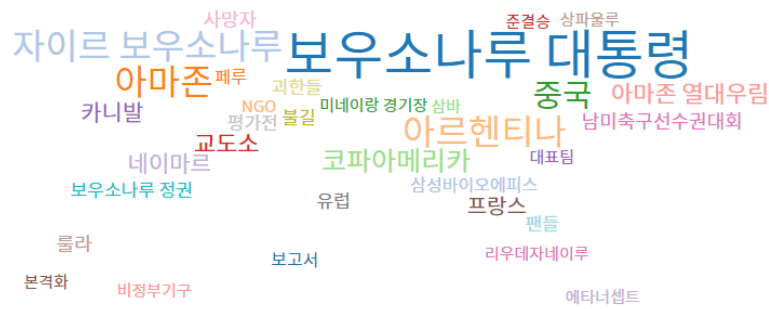 사망자
준결승 상파울루
자이르 보우소나루 보우소나루 대통령
아마존 페루
괴한들
중국 아마존 열대우림
카니발 NGO 미네이랑 경기장 삼바
평가전 불길 아르헨티나 남미축구선수권대회
교도소
네이마르 코파아메리카 대표팀
보우소나루 정권 삼성바이오에피스
유럽 프랑스
팬들
룰라
보고서 리우데자네이루
본격화
비정부기구 에타너셉트